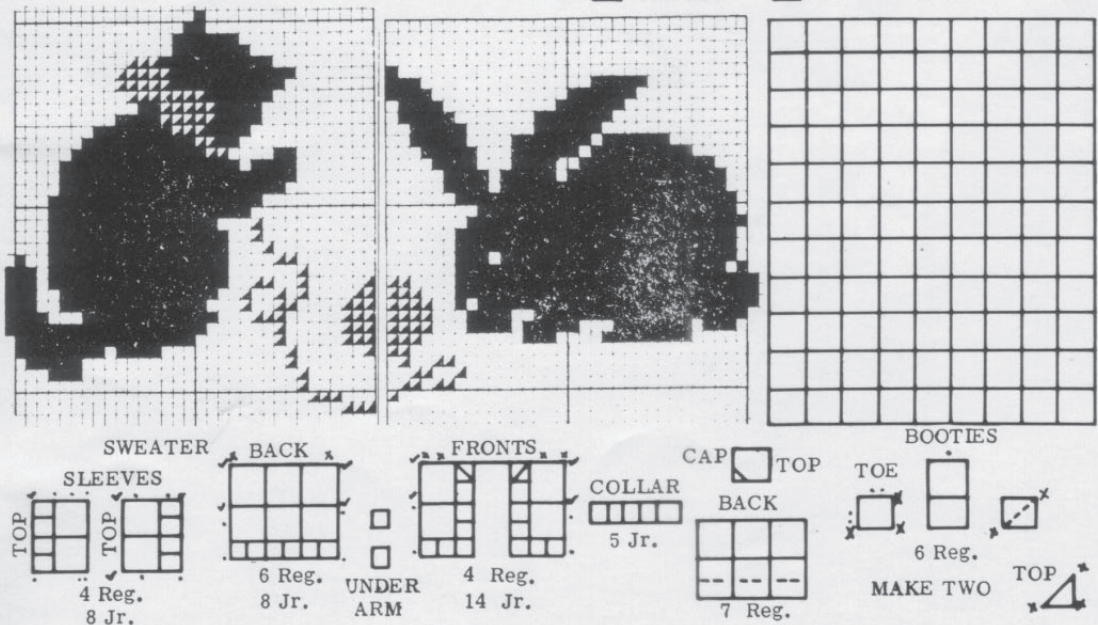 SWEATER
SLEEVES
TOP
TOP
4 Reg.
8 Jr.
BACK
6 Reg.
8 Jr.
UNDER
ARM
FRONTS
4 Reg.
14 Jr.
COLLAR
5 Jr.
CAP
TOP
BACK
7 Reg.
BOOTIES
TOE
6 Reg.
MAKE TWO
TOP